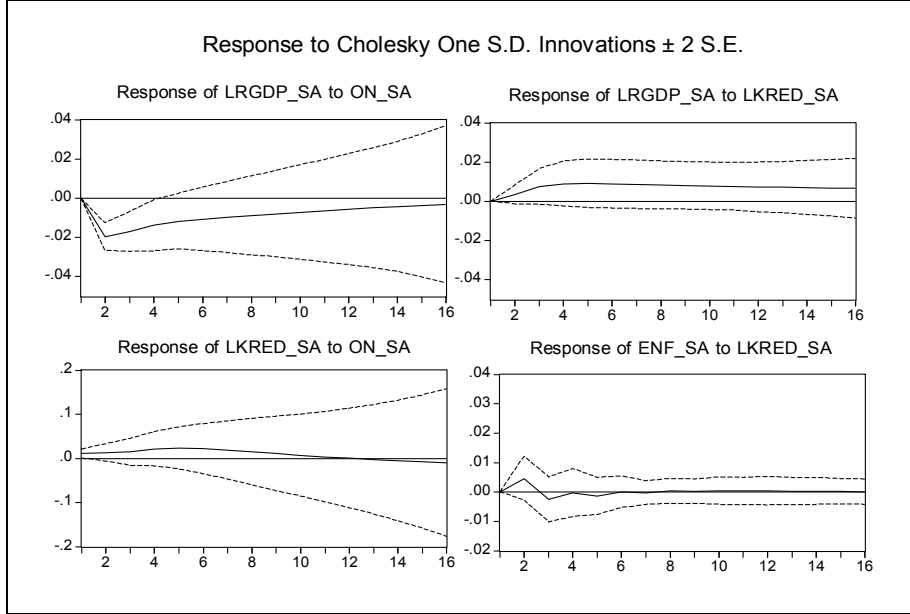 Response to Cholesky One S.D. Innovations ± 2 S.E.
Response of LRGDP_SA to ON_SA
.04
.02
.00
-.02
-.04
2 4 6 8 10 12 14 16
Response of LRGDP_SA to LKRED_SA
.04
.02
.00
-.02
-.04
2 4 6 8 10 12 14 16
Response of LKRED_SA to ON_SA
.2
.1
.0
-.1
-.2
2 4 6 8 10 12 14 16
Response of ENF_SA to LKRED_SA
.04
.03
.02
.01
.00
-.01
-.02
2 4 6 8 10 12 14 16